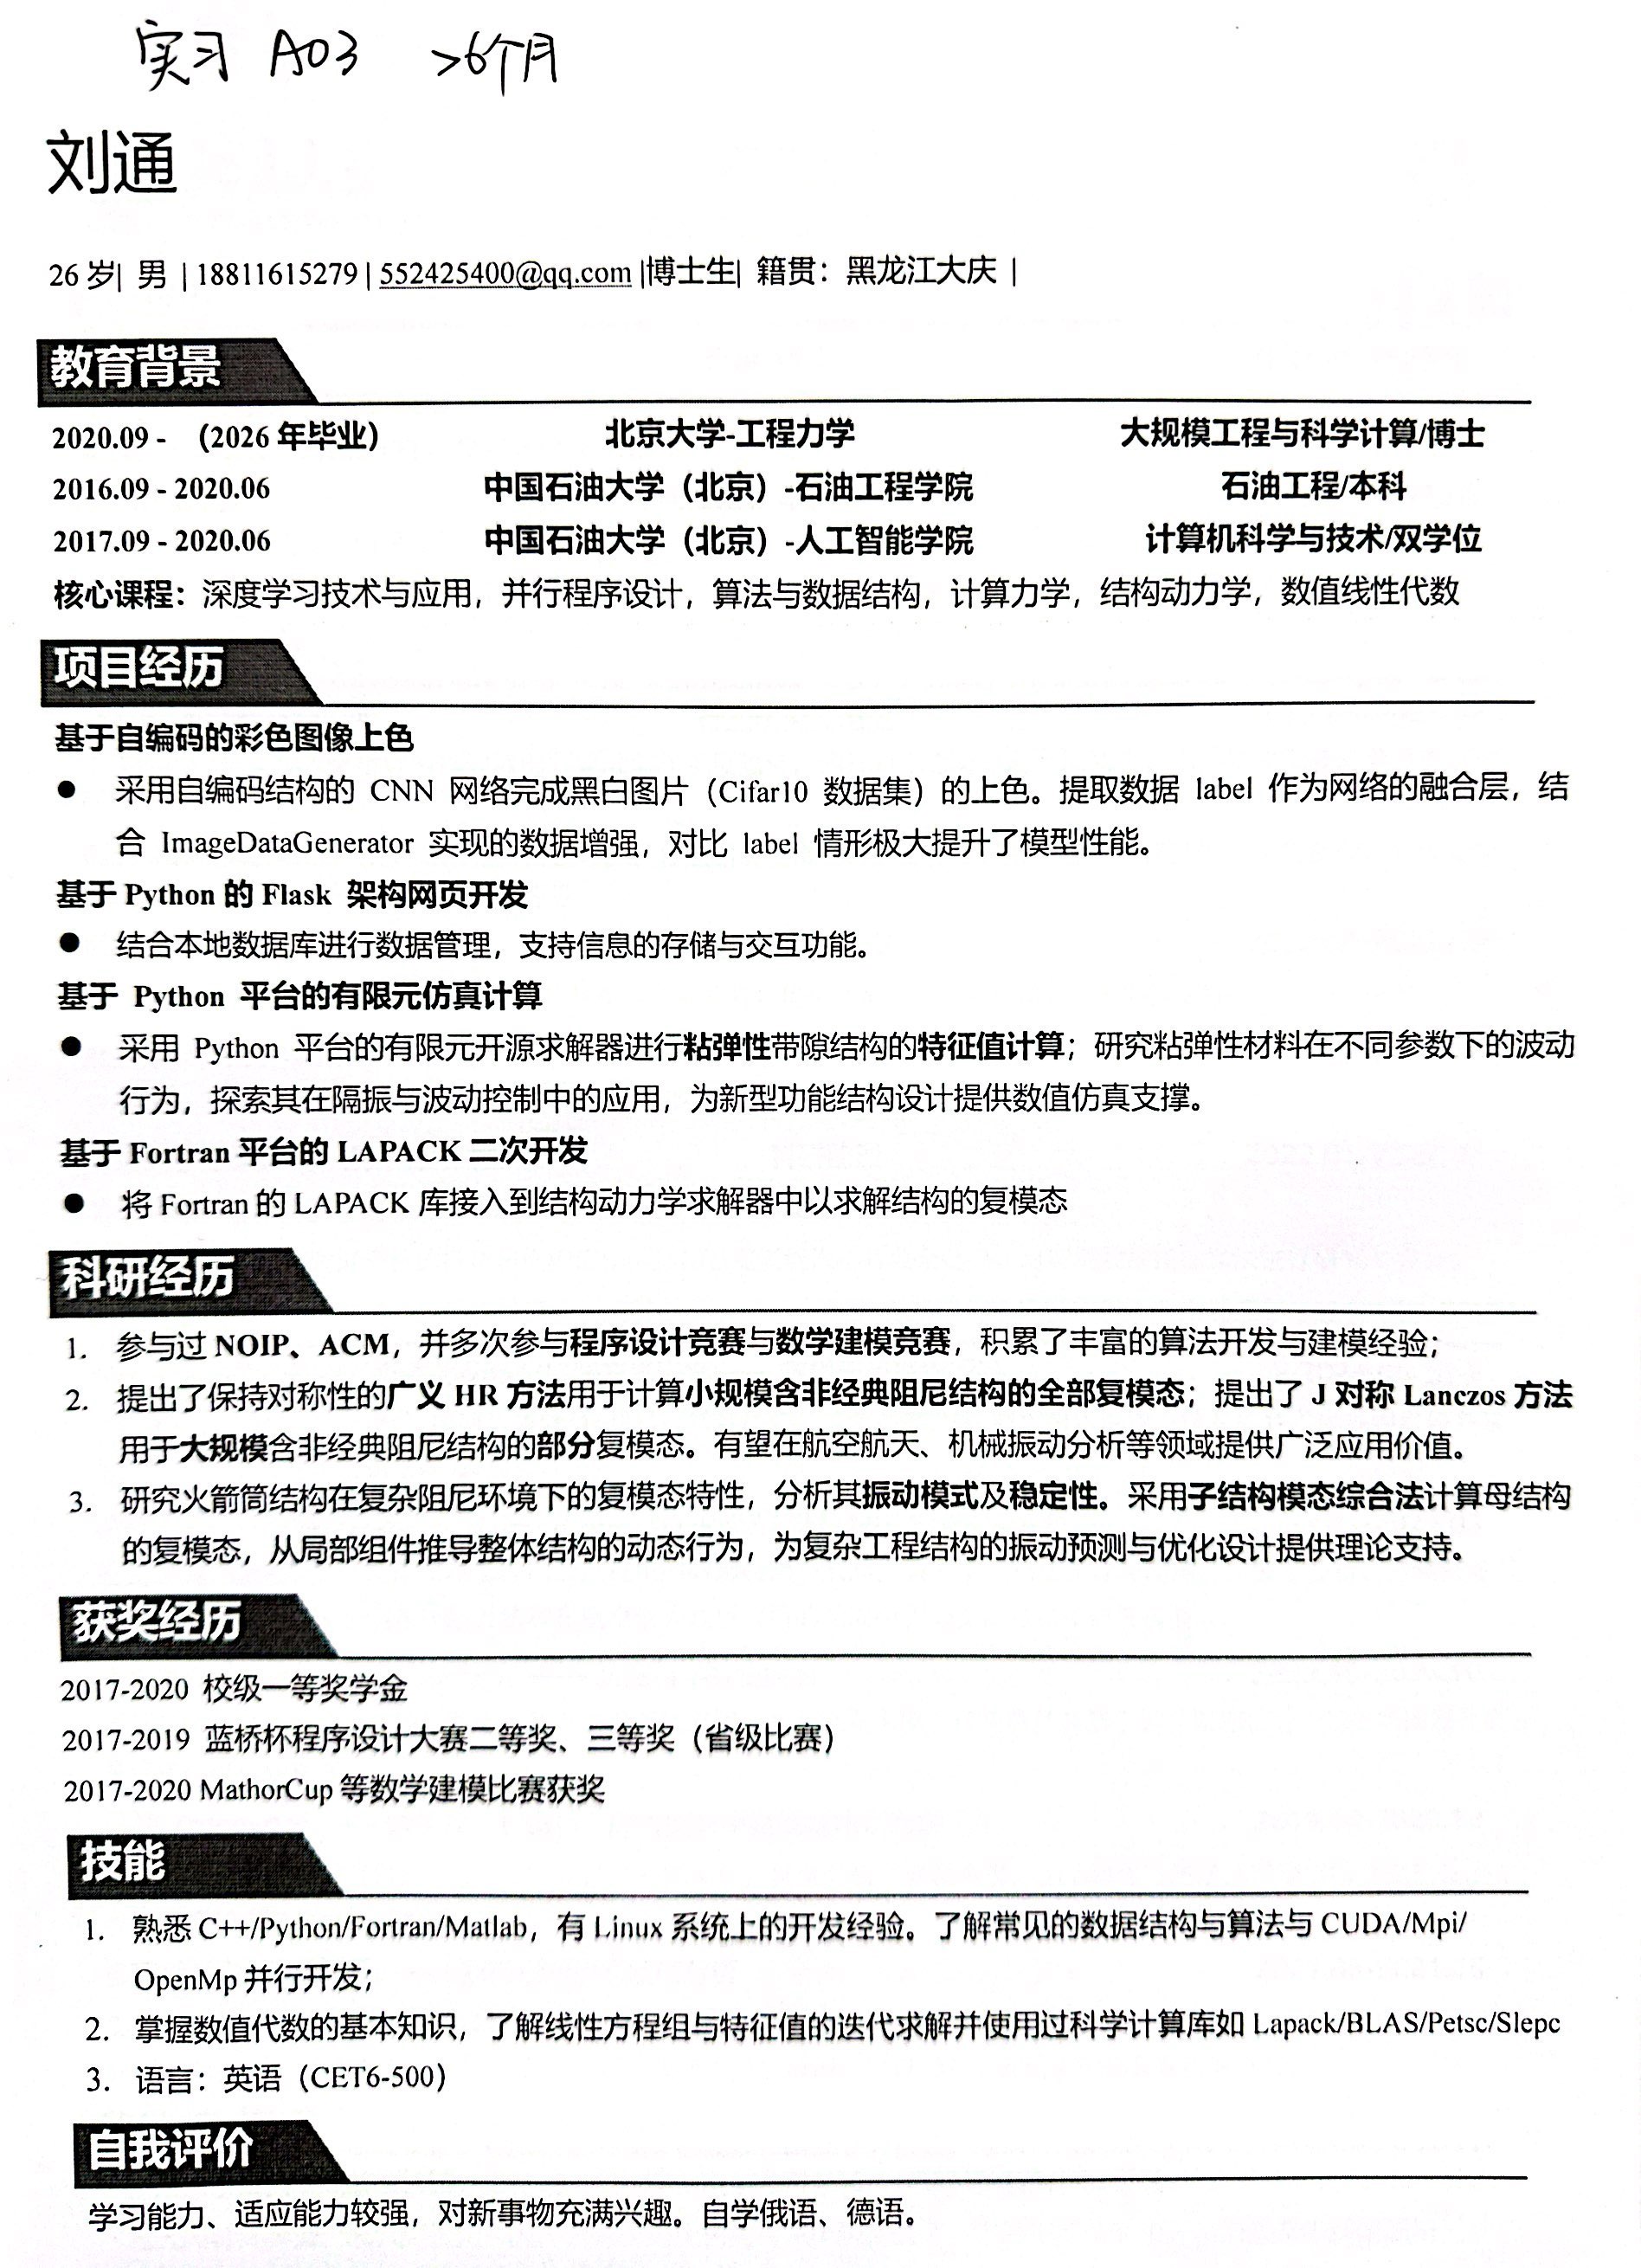 实习 A03 >6个月
刘通
26岁| 男 | 18811615279 | 552425400@qq.com |博士生| 籍贯：黑龙江大庆 |
教育背景
2020.09 - （2026年毕业） 北京大学-工程力学 大规模工程与科学计算/博士
2016.09 - 2020.06 中国石油大学（北京）-石油工程学院 石油工程/本科
2017.09 - 2020.06 中国石油大学（北京）-人工智能学院 计算机科学与技术/双学位
核心课程：深度学习技术与应用，并行程序设计，算法与数据结构，计算力学，结构动力学，数值线性代数
项目经历
基于自编码的彩色图像上色
● 采用自编码结构的 CNN 网络完成黑白图片（Cifar10 数据集）的上色。提取数据 label 作为网络的融合层，结
合 ImageDataGenerator 实现的数据增强，对比 label 情形极大提升了模型性能。
基于 Python 的 Flask 架构网页开发
● 结合本地数据库进行数据管理，支持信息的存储与交互功能。
基于 Python 平台的有限元仿真计算
● 采用 Python 平台的有限元开源求解器进行粘弹性带隙结构的特征值计算；研究粘弹性材料在不同参数下的波动
行为，探索其在隔振与波动控制中的应用，为新型功能结构设计提供数值仿真支撑。
基于 Fortran 平台的 LAPACK 二次开发
● 将 Fortran 的 LAPACK 库接入到结构动力学求解器中以求解结构的复模态
科研经历
1. 参与过 NOIP、ACM，并多次参与程序设计竞赛与数学建模竞赛，积累了丰富的算法开发与建模经验；
2. 提出了保持对称性的广义 HR 方法用于计算小规模含非经典阻尼结构的全部复模态；提出了 J 对称 Lanczos 方法
用于大规模含非经典阻尼结构的部分复模态。有望在航空航天、机械振动分析等领域提供广泛应用价值。
3. 研究火箭筒结构在复杂阻尼环境下的复模态特性，分析其振动模式及稳定性。采用子结构模态综合法计算母结构
的复模态，从局部组件推导整体结构的动态行为，为复杂工程结构的振动预测与优化设计提供理论支持。
获奖经历
2017-2020 校级一等奖学金
2017-2019 蓝桥杯程序设计大赛二等奖、三等奖（省级比赛）
2017-2020 MathorCup 等数学建模比赛获奖
技能
1. 熟悉 C++/Python/Fortran/Matlab，有 Linux 系统上的开发经验。了解常见的数据结构与算法与 CUDA/Mpi/
OpenMp 并行开发；
2. 掌握数值代数的基本知识，了解线性方程组与特征值的迭代求解并使用过科学计算库如 Lapack/BLAS/Petsc/Slepc
3. 语言：英语（CET6-500）
自我评价
学习能力、适应能力较强，对新事物充满兴趣。自学俄语、德语。